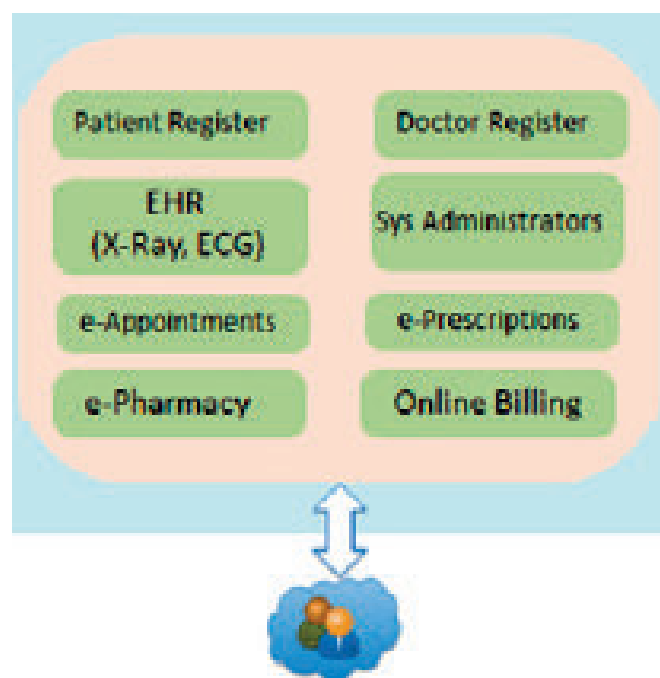 Patient Register
Doctor Register
EHR
(X-Ray, ECG)
Sys Administrators
e-Appointments
e-Prescriptions
e-Pharmacy
Online Billing